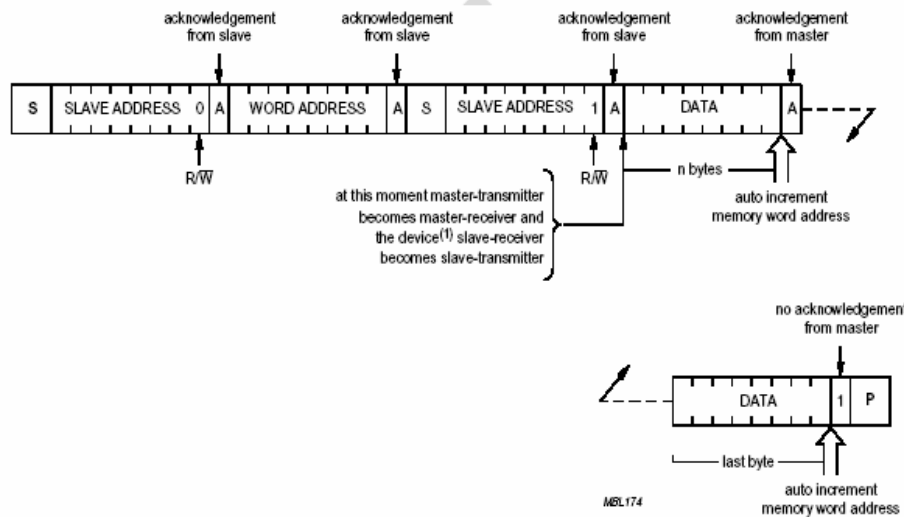 acknowledgement
from slave
acknowledgement
from slave
acknowledgement
from slave
acknowledgement
from master
S SLAVE ADDRESS 0 A WORD ADDRESS A S SLAVE ADDRESS 1 A DATA A
R/W̅
R/W̅
n bytes
at this moment master-transmitter
becomes master-receiver and
the device(1) slave-receiver
becomes slave-transmitter
auto increment
memory word address
no acknowledgement
from master
DATA 1 P
last byte
auto increment
memory word address
MBL174